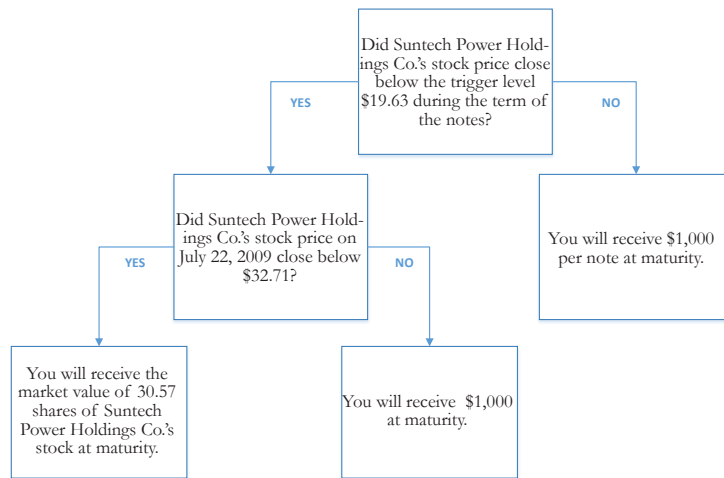 Did Suntech Power Hold-
ings Co.'s stock price close
below the trigger level
$19.63 during the term of
the notes?
YES
NO
Did Suntech Power Hold-
ings Co.'s stock price on
July 22, 2009 close below
$32.71?
You will receive $1,000
per note at maturity.
YES
NO
You will receive the
market value of 30.57
shares of Suntech
Power Holdings Co.'s
stock at maturity.
You will receive $1,000
at maturity.